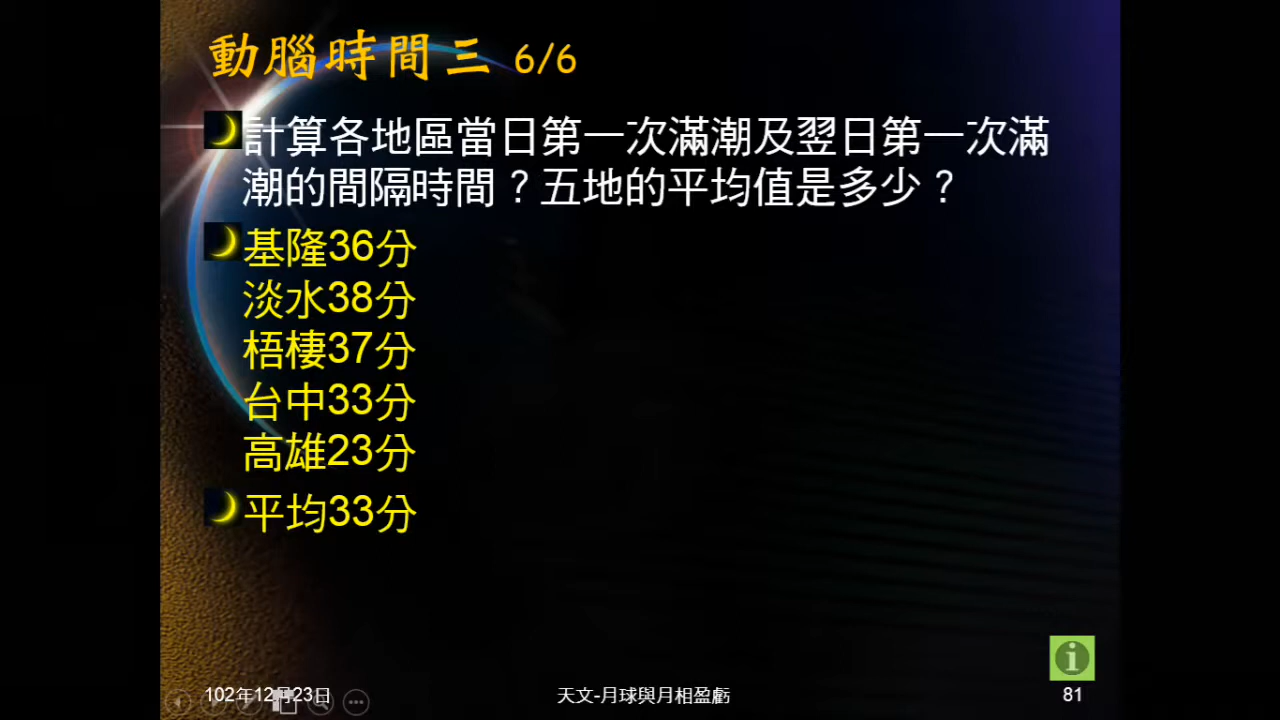 動腦時間三 6/6
計算各地區當日第一次滿潮及翌日第一次滿
潮的間隔時間？五地的平均值是多少？
基隆36分
淡水38分
梧棲37分
台中33分
高雄23分
平均33分
102年12月23日
天文-月球與月相盈虧
81